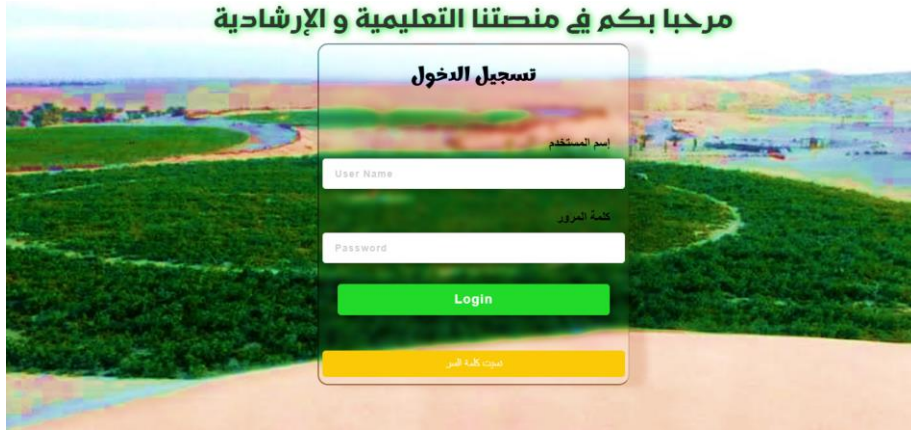 مرحبا بكم في منصتنا التعليمية و الإرشادية
تسجيل الدخول
إسم المستخدم
User Name
كلمة المرور
Password
Login
نسيت كلمة السر